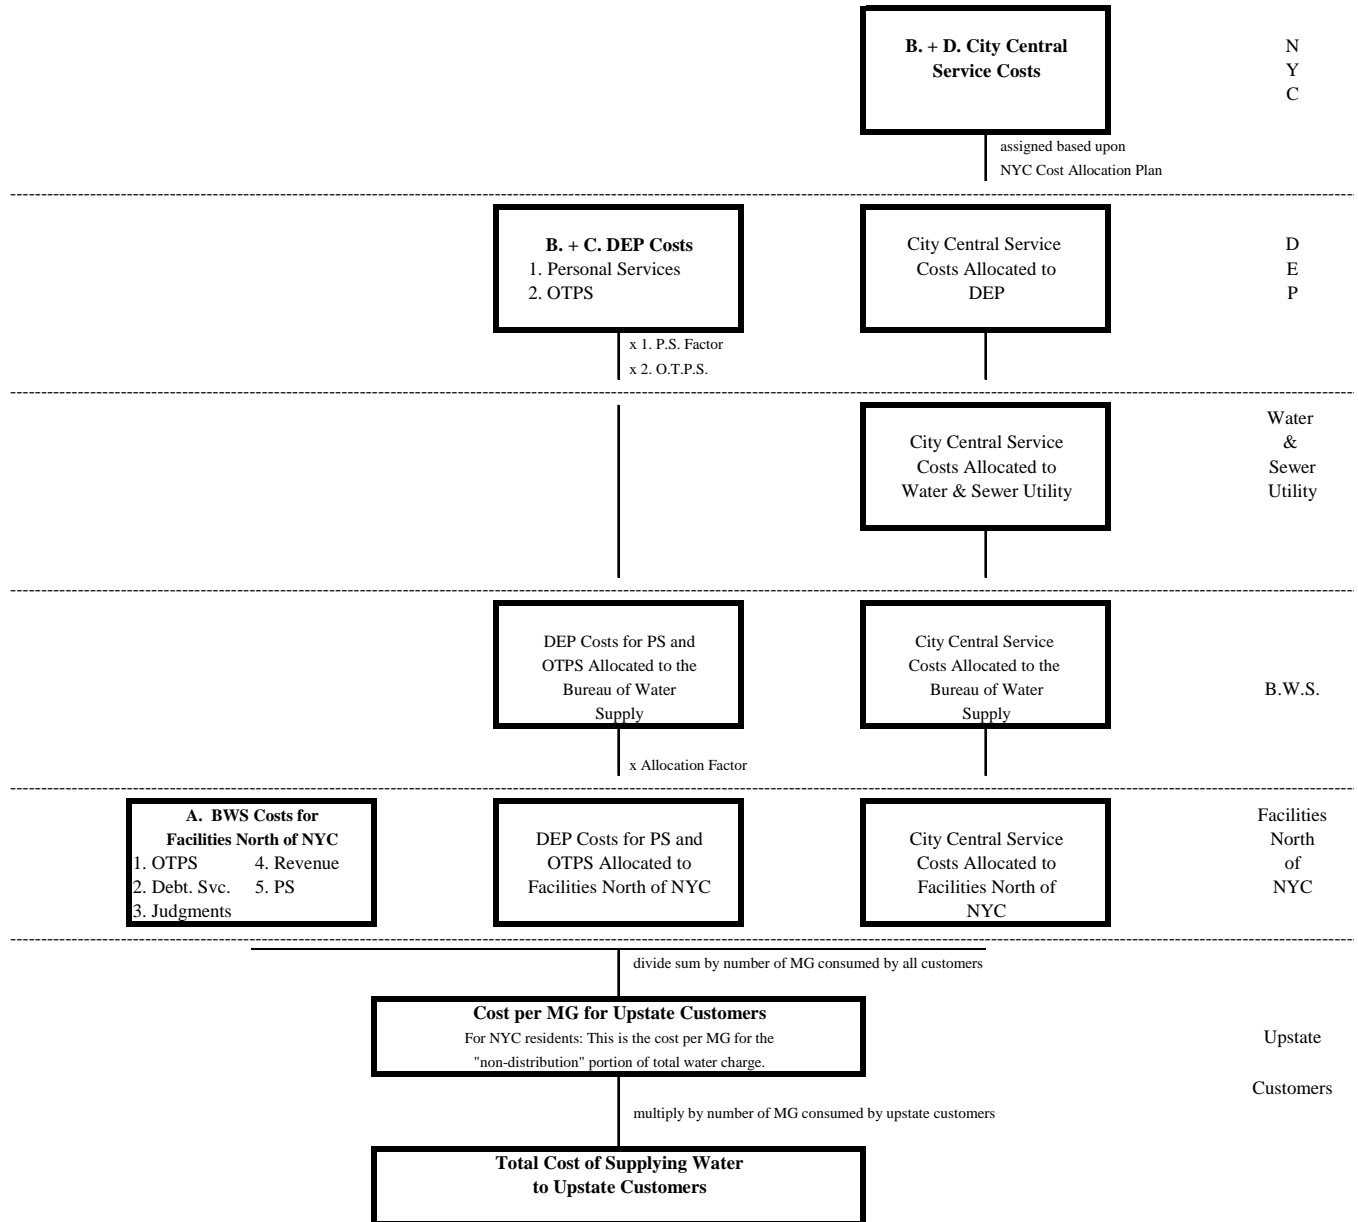 B. + D. City Central
Service Costs
N
Y
C
assigned based upon
NYC Cost Allocation Plan
B. + C. DEP Costs
1. Personal Services
2. OTPS
City Central Service
Costs Allocated to
DEP
D
E
P
x 1. P.S. Factor
x 2. O.T.P.S.
City Central Service
Costs Allocated to
Water & Sewer Utility
Water
&
Sewer
Utility
DEP Costs for PS and
OTPS Allocated to the
Bureau of Water
Supply
City Central Service
Costs Allocated to the
Bureau of Water
Supply
B.W.S.
x Allocation Factor
A. BWS Costs for
Facilities North of NYC
1. OTPS 4. Revenue
2. Debt. Svc. 5. PS
3. Judgments
DEP Costs for PS and
OTPS Allocated to
Facilities North of NYC
City Central Service
Costs Allocated to
Facilities North of
NYC
Facilities
North
of
NYC
divide sum by number of MG consumed by all customers
Cost per MG for Upstate Customers
For NYC residents: This is the cost per MG for the
"non-distribution" portion of total water charge.
Upstate
Customers
multiply by number of MG consumed by upstate customers
Total Cost of Supplying Water
to Upstate Customers